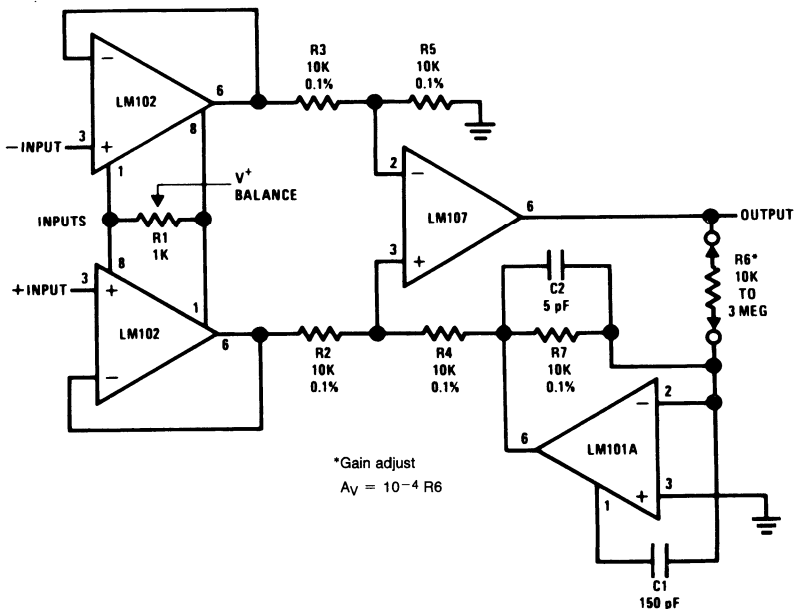 R3
10K
0.1%
R5
10K
0.1%
−
LM102
6
8
−INPUT
3
+
1
V+
BALANCE
INPUTS
R1
1K
2
−
LM107
6
OUTPUT
3
+
8
+INPUT
3
+
1
LM102
6
−
R2
10K
0.1%
R4
10K
0.1%
C2
5 pF
R7
10K
0.1%
R6*
10K
TO
3 MEG
2
−
6
LM101A
3
+
1
*Gain adjust
AV = 10−4 R6
C1
150 pF